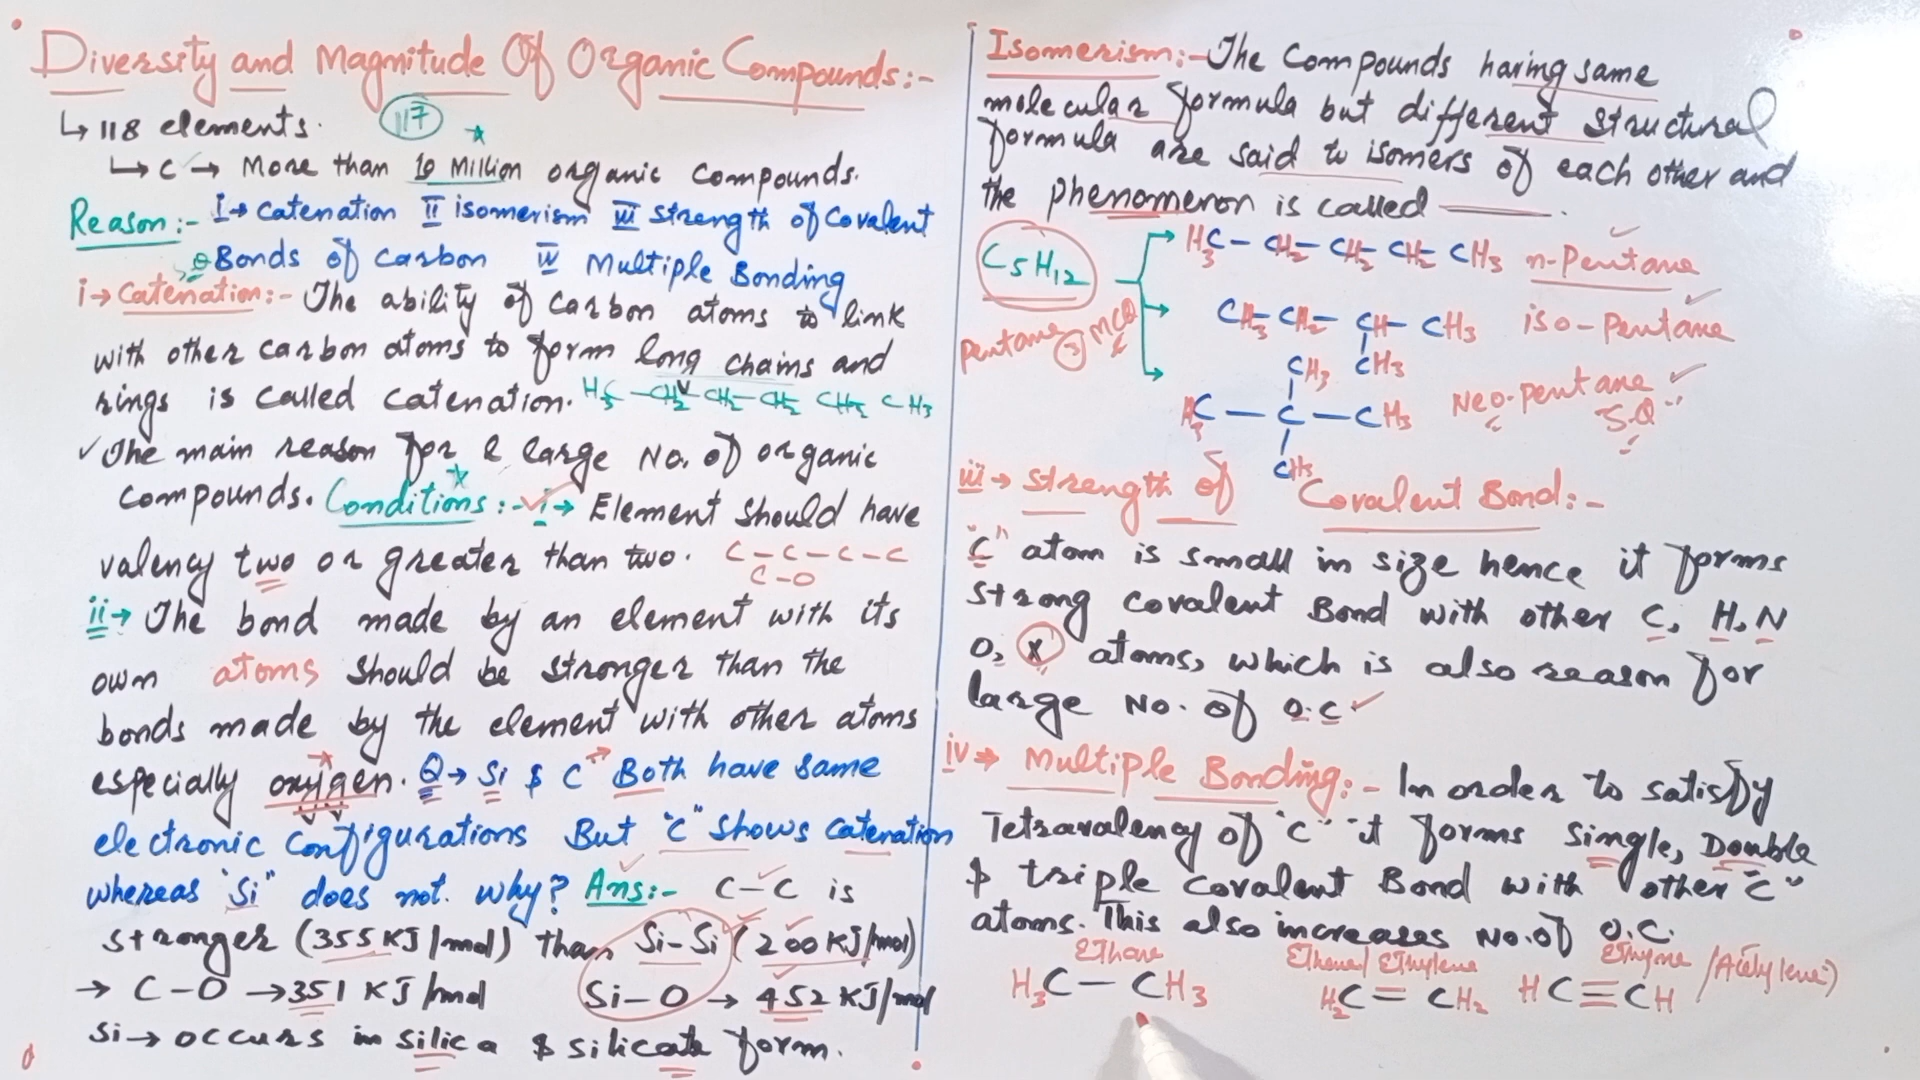 Diversity and Magnitude Of Organic Compounds:-
↳ 118 elements. 117
↳ C → More than 10 Million organic compounds.
Reason:- I→ Catenation II isomerism III Strength of Covalent
Bonds of carbon IV Multiple Bonding
i→ Catenation:- The ability of carbon atoms to link
with other carbon atoms to form long chains and
rings is called catenation. H3C-CH2-CH2-CH2 CH2 CH3
✓ The main reason for large No. of organic
compounds. Conditions:- i→ Element should have
valency two or greater than two. C-C-C-C
C-O
ii→ The bond made by an element with its
own atoms should be stronger than the
bonds made by the element with other atoms
especially oxygen. Q→ Si $ C Both have same
electronic configurations But "C" shows catenation
whereas "Si" does not. why? Ans:- C-C is
stronger (355 KJ/mol) than Si-Si (200 KJ/mol)
→ C-O → 351 KJ/mol Si-O → 452 KJ/mol
Si→ occurs in silica $ silicate form.
Isomerism:- The Compounds having same
molecular formula but different structural
formula are said to isomers of each other and
the phenomenon is called ———.
C5H12
H3C-CH2-CH2-CH2 CH3 n-pentane
pentane 3 MCQ
CH3-CH2-CH-CH3 iso-pentane
CH3 CH3
H3C-C-CH3 Neo-pentane
S.Q
CH3
iii→ Strength of Covalent Bond:-
"C" atom is small in size hence it forms
strong covalent Bond with other C, H, N
O, X atoms, which is also reason for
large No. of O.C
iv→ Multiple Bonding:- In order to satisfy
Tetravalency of "C" it forms single, Double
$ triple covalent Bond with other "C"
atoms. This also increases No. of O.C.
Ethane Ethene/Ethylene Ethyne/(Acetylene)
H3C-CH3 H2C=CH2 HC≡CH